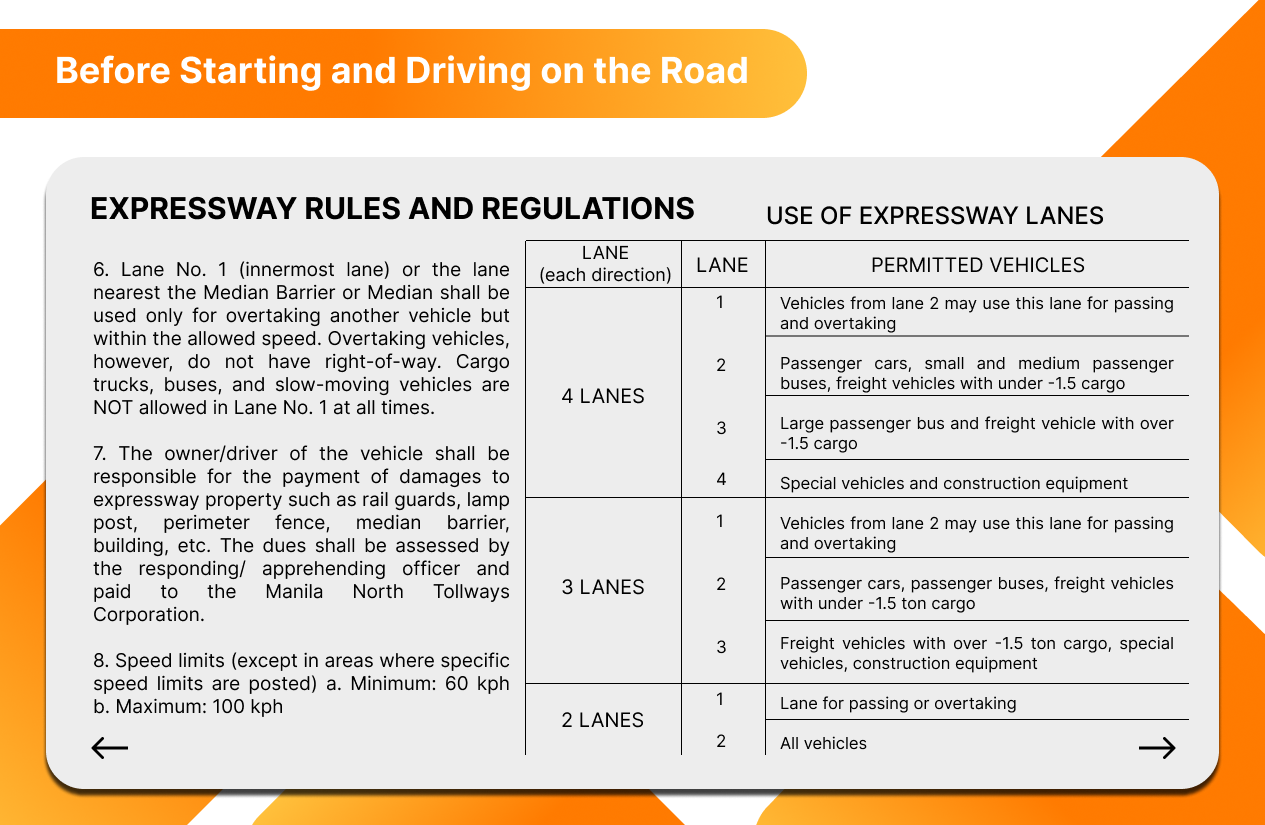 Before Starting and Driving on the Road
EXPRESSWAY RULES AND REGULATIONS
6. Lane No. 1 (innermost lane) or the lane
nearest the Median Barrier or Median shall be
used only for overtaking another vehicle but
within the allowed speed. Overtaking vehicles,
however, do not have right-of-way. Cargo
trucks, buses, and slow-moving vehicles are
NOT allowed in Lane No. 1 at all times.
7. The owner/driver of the vehicle shall be
responsible for the payment of damages to
expressway property such as rail guards, lamp
post, perimeter fence, median barrier,
building, etc. The dues shall be assessed by
the responding/ apprehending officer and
paid to the Manila North Tollways
Corporation.
8. Speed limits (except in areas where specific
speed limits are posted) a. Minimum: 60 kph
b. Maximum: 100 kph
USE OF EXPRESSWAY LANES
LANE
(each direction)
LANE
PERMITTED VEHICLES
4 LANES
1
Vehicles from lane 2 may use this lane for passing
and overtaking
2
Passenger cars, small and medium passenger
buses, freight vehicles with under -1.5 cargo
3
Large passenger bus and freight vehicle with over
-1.5 cargo
4
Special vehicles and construction equipment
3 LANES
1
Vehicles from lane 2 may use this lane for passing
and overtaking
2
Passenger cars, passenger buses, freight vehicles
with under -1.5 ton cargo
3
Freight vehicles with over -1.5 ton cargo, special
vehicles, construction equipment
2 LANES
1
Lane for passing or overtaking
2
All vehicles